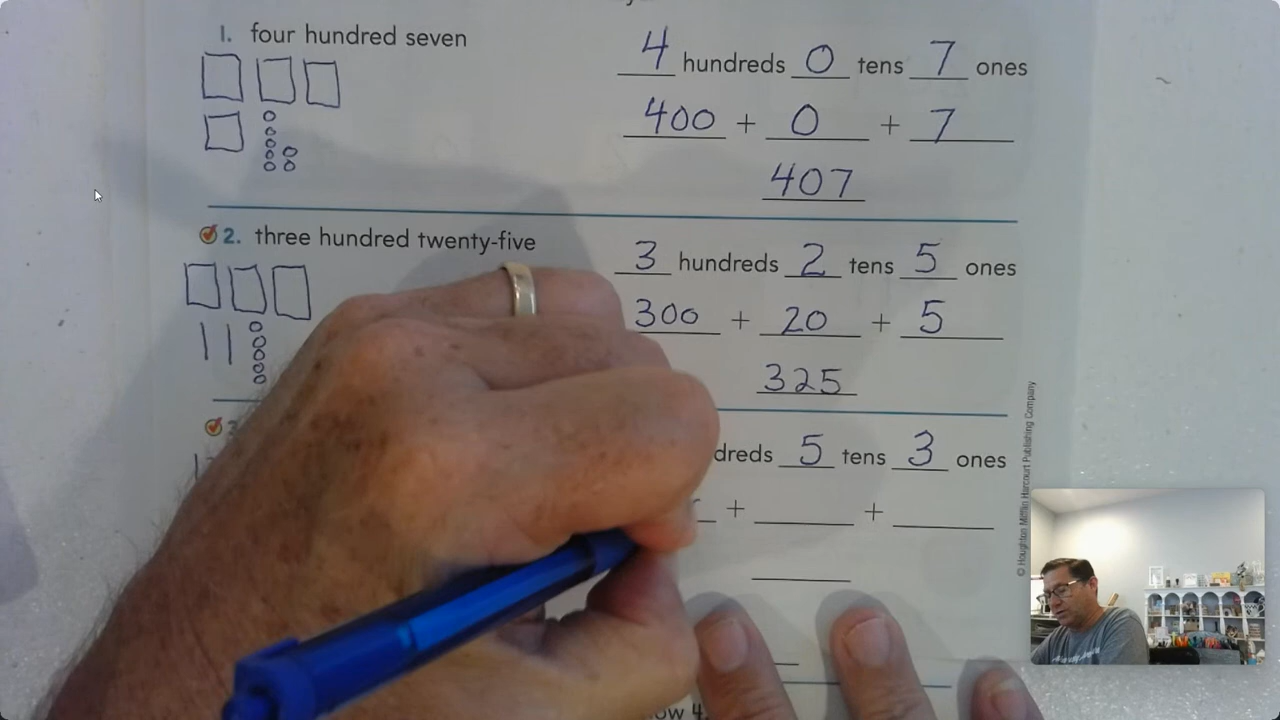 1. four hundred seven
4 hundreds 0 tens 7 ones
400 + 0 + 7
407
2. three hundred twenty-five
3 hundreds 2 tens 5 ones
300 + 20 + 5
325
dreds 5 tens 3 ones
+ +
© Houghton Mifflin Harcourt Publishing Company